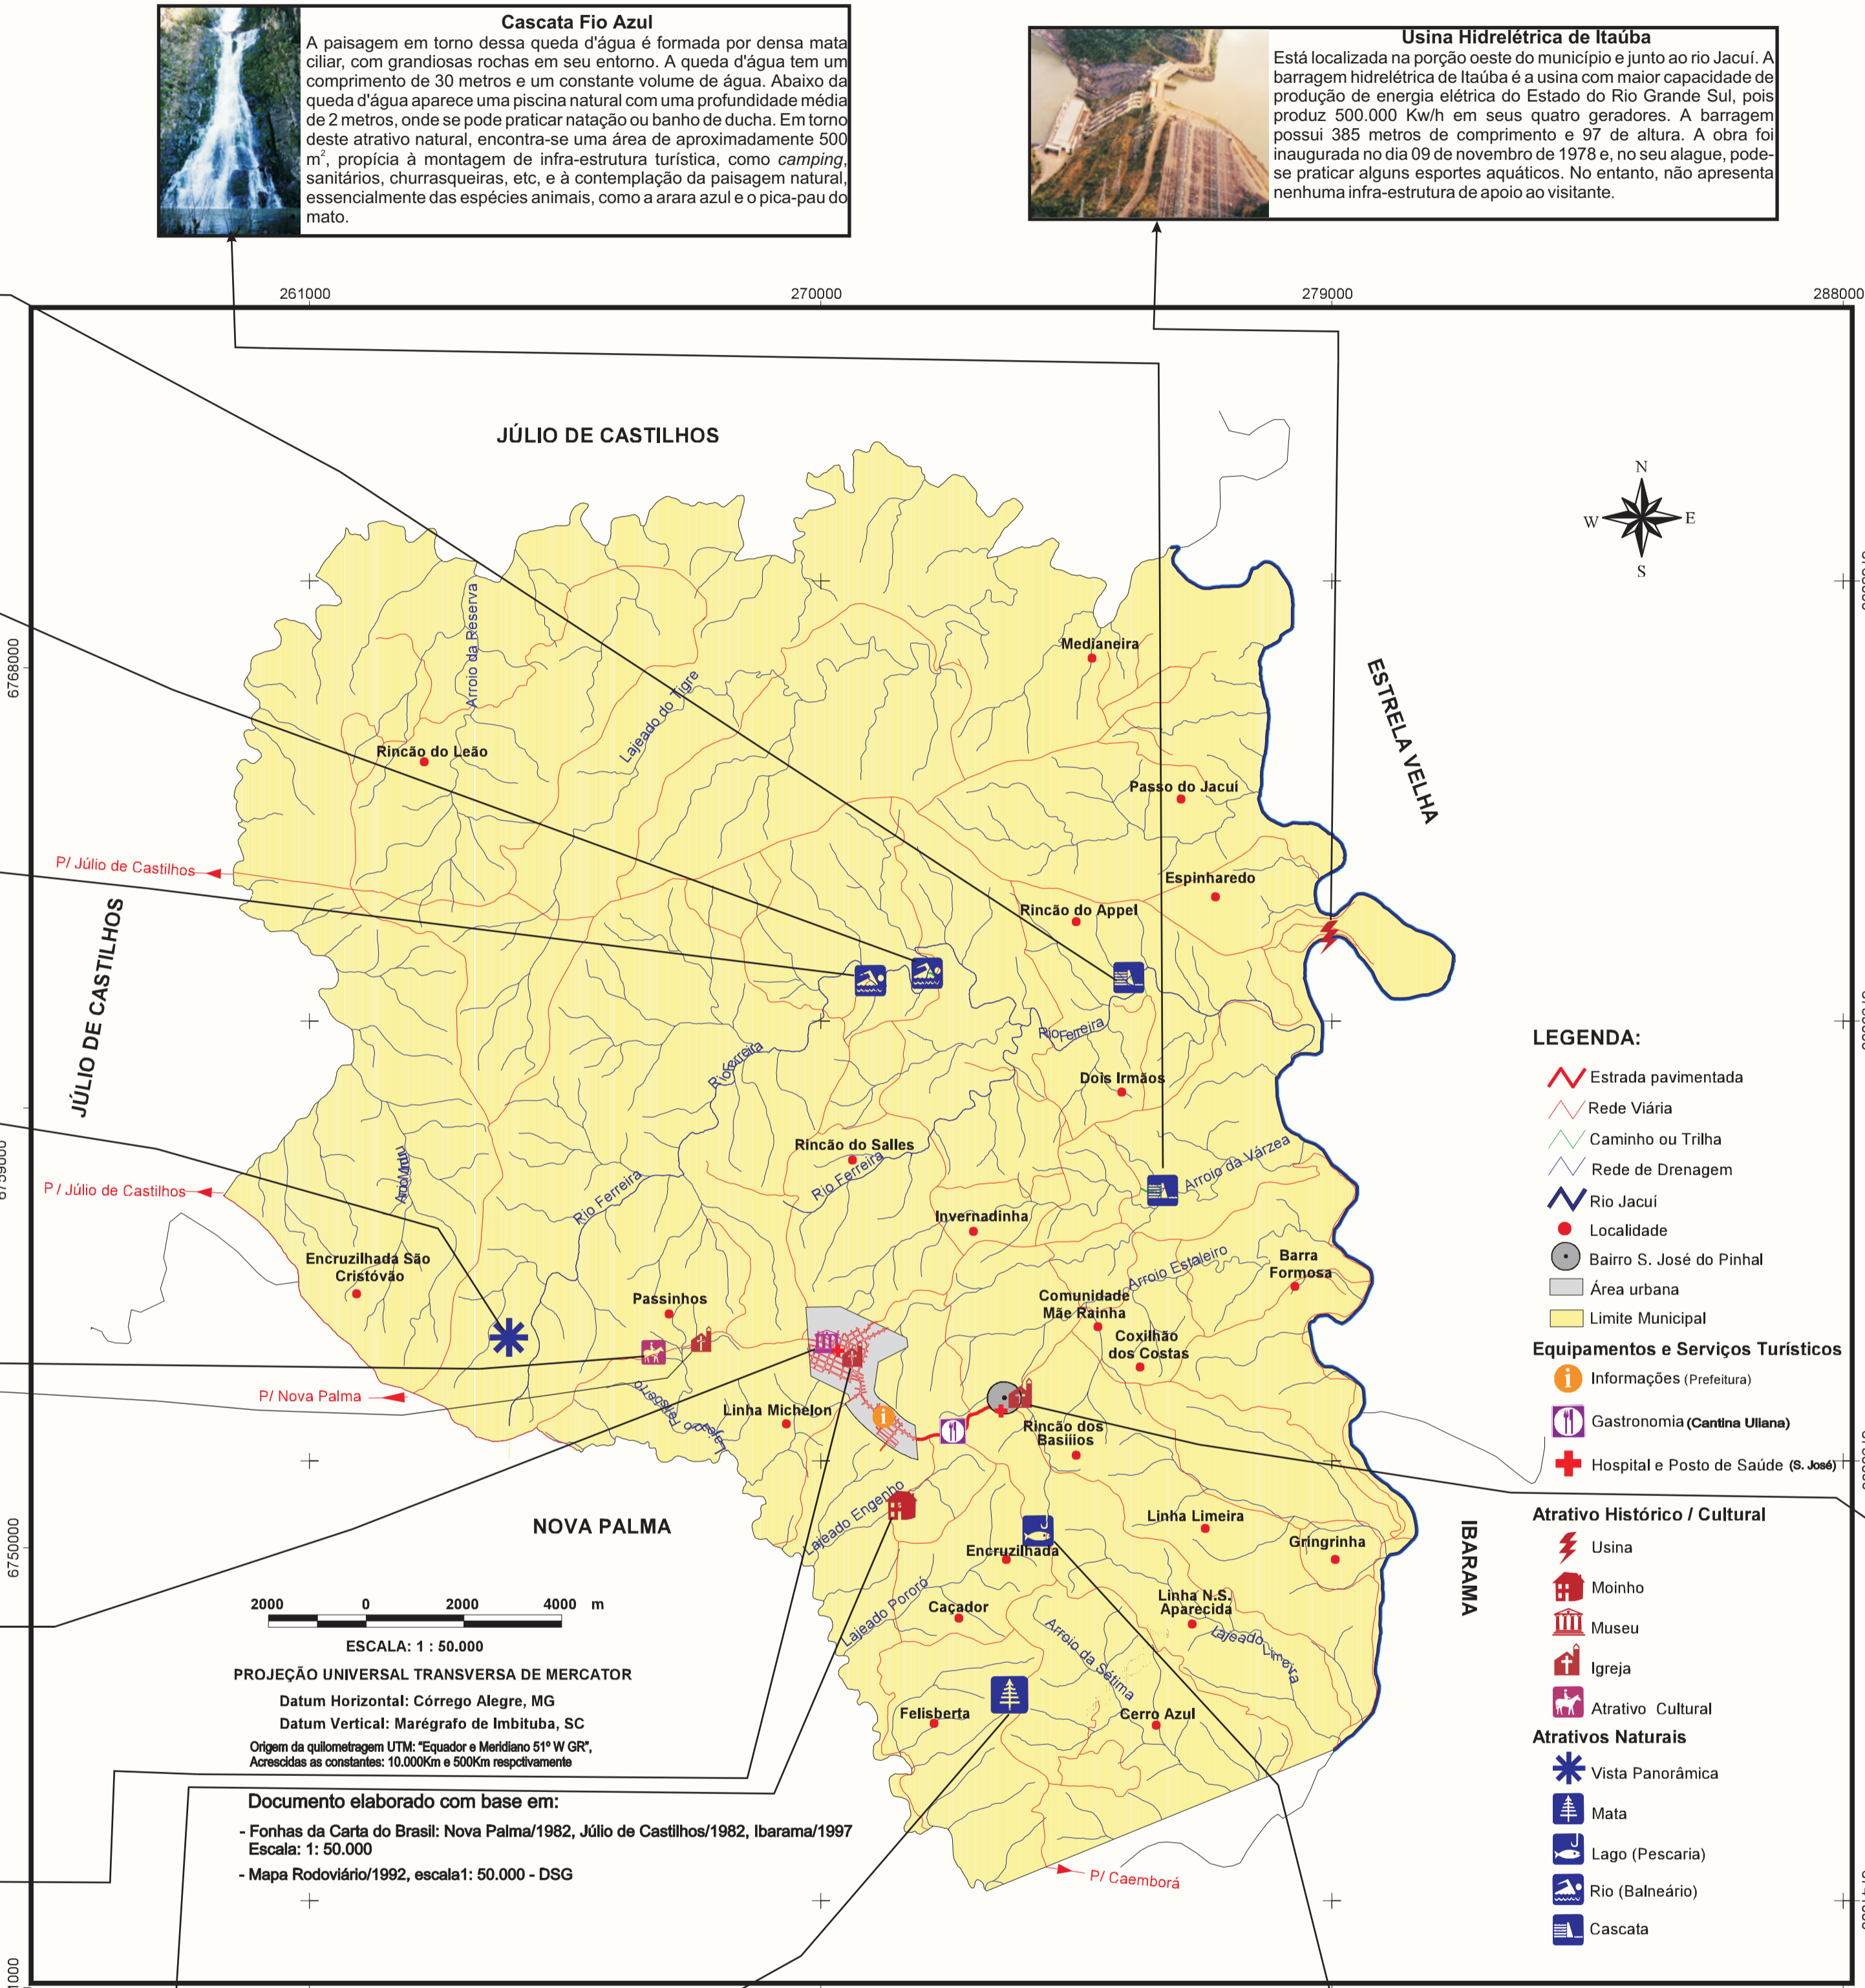 Cascata Fio Azul
A paisagem em torno dessa queda d'água é formada por densa mata
ciliar, com grandiosas rochas em seu entorno. A queda d'água tem um
comprimento de 30 metros e um constante volume de água. Abaixo da
queda d'água aparece uma piscina natural com uma profundidade média
de 2 metros, onde se pode praticar natação ou banho de ducha. Em torno
deste atrativo natural, encontra-se uma área de aproximadamente 500
m², propícia à montagem de infra-estrutura turística, como camping,
sanitários, churrasqueiras, etc, e à contemplação da paisagem natural,
essencialmente das espécies animais, como a arara azul e o pica-pau do
mato.
Usina Hidrelétrica de Itaúba
Está localizada na porção oeste do município e junto ao rio Jacuí. A
barragem hidrelétrica de Itaúba é a usina com maior capacidade de
produção de energia elétrica do Estado do Rio Grande Sul, pois
produz 500.000 Kw/h em seus quatro geradores. A barragem
possui 385 metros de comprimento e 97 de altura. A obra foi
inaugurada no dia 09 de novembro de 1978 e, no seu alague, pode-
se praticar alguns esportes aquáticos. No entanto, não apresenta
nenhuma infra-estrutura de apoio ao visitante.
261000
270000
279000
288000
JÚLIO DE CASTILHOS
N
W
E
S
Arroio da Reserva
Medianeira
6768000
ESTRELA VELHA
Lajeado do Tigre
Rincão do Leão
Passo do Jacuí
P/ Júlio de Castilhos
Espinharedo
Rincão do Appel
JÚLIO DE CASTILHOS
Rio Ferreira
Rio Ferreira
Dois Irmãos
Rincão do Salles
Rio Ferreira
Arroio da Várzea
6759000
P / Júlio de Castilhos
Rio Ferreira
Invernadinha
Encruzilhada São
Cristóvão
Arroio Estaleiro
Barra
Formosa
Passinhos
Comunidade
Mãe Rainha
Coxilhão
dos Costas
P/ Nova Palma
Linha Michelon
Rincão dos
Basilios
Lajeado Engenho
NOVA PALMA
Linha Limeira
Gringrinha
Encruzilhada
6750000
IBARAMA
Lajeado Pororó
Caçador
Linha N.S.
Aparecida
Lajeado Limeira
Arroio da Sétima
Felisberta
Cerro Azul
P/ Caemborá
2000 0 2000 4000 m
ESCALA: 1 : 50.000
PROJEÇÃO UNIVERSAL TRANSVERSA DE MERCATOR
Datum Horizontal: Córrego Alegre, MG
Datum Vertical: Marégrafo de Imbituba, SC
Origem da quilometragem UTM: "Equador e Meridiano 51º W GR",
Acrescidas as constantes: 10.000Km e 500Km respctivamente
Documento elaborado com base em:
- Fonhas da Carta do Brasil: Nova Palma/1982, Júlio de Castilhos/1982, Ibarama/1997
Escala: 1: 50.000
- Mapa Rodoviário/1992, escala1: 50.000 - DSG
LEGENDA:
Estrada pavimentada
Rede Viária
Caminho ou Trilha
Rede de Drenagem
Rio Jacuí
Localidade
Bairro S. José do Pinhal
Área urbana
Limite Municipal
Equipamentos e Serviços Turísticos
Informações (Prefeitura)
Gastronomia (Cantina Uliana)
Hospital e Posto de Saúde (S. José)
Atrativo Histórico / Cultural
Usina
Moinho
Museu
Igreja
Atrativo Cultural
Atrativos Naturais
Vista Panorâmica
Mata
Lago (Pescaria)
Rio (Balneário)
Cascata